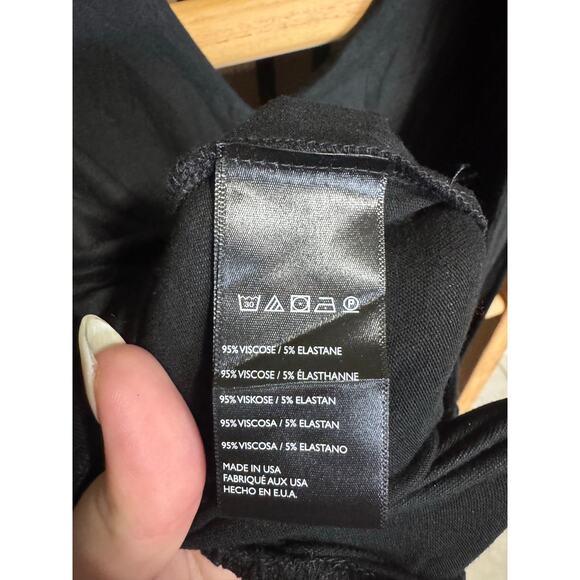 30 P
95% VISCOSE / 5% ELASTANE
95% VISCOSE / 5% ÉLASTHANNE
95% VISKOSE / 5% ELASTAN
95% VISCOSA / 5% ELASTAN
95% VISCOSA / 5% ELASTANO
MADE IN USA
FABRIQUÉ AUX USA
HECHO EN E.U.A.